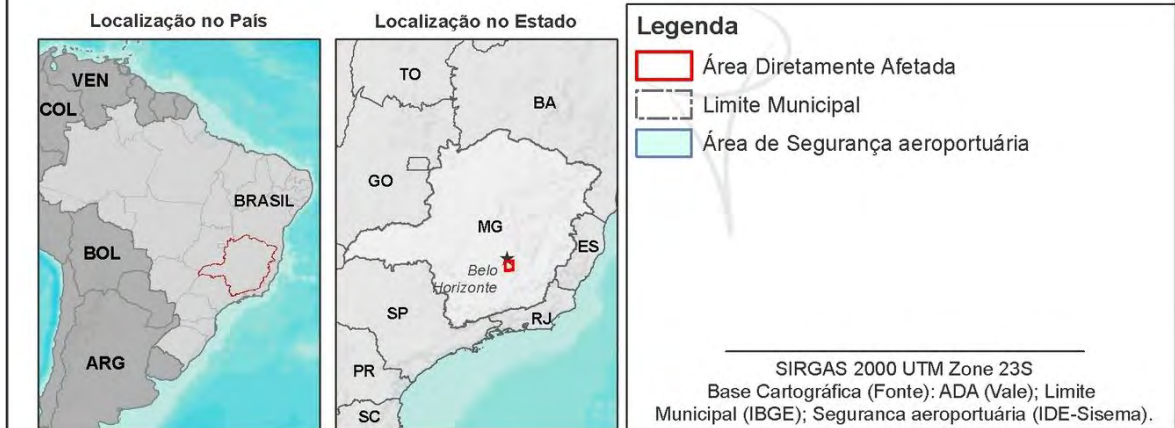 Localização no País
VEN
COL
BRASIL
BOL
ARG
Localização no Estado
TO
BA
GO
MG
ES
Belo
Horizonte
SP
RJ
PR
SC
Legenda
Área Diretamente Afetada
Limite Municipal
Área de Segurança aeroportuária
SIRGAS 2000 UTM Zone 23S
Base Cartográfica (Fonte): ADA (Vale); Limite
Municipal (IBGE); Seguranca aeroportuária (IDE-Sisema).